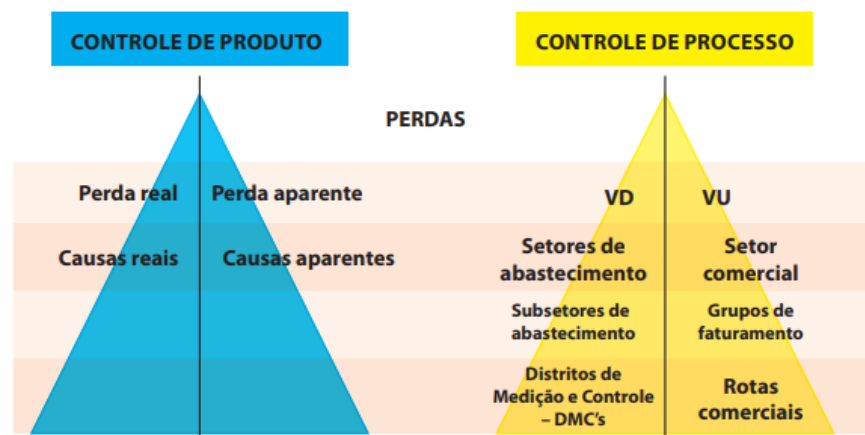 CONTROLE DE PRODUTO
CONTROLE DE PROCESSO
PERDAS
Perda real
Perda aparente
VD
VU
Causas reais
Causas aparentes
Setores de
abastecimento
Setor
comercial
Subsetores de
abastecimento
Grupos de
faturamento
Distritos de
Medição e Controle
– DMC's
Rotas
comerciais